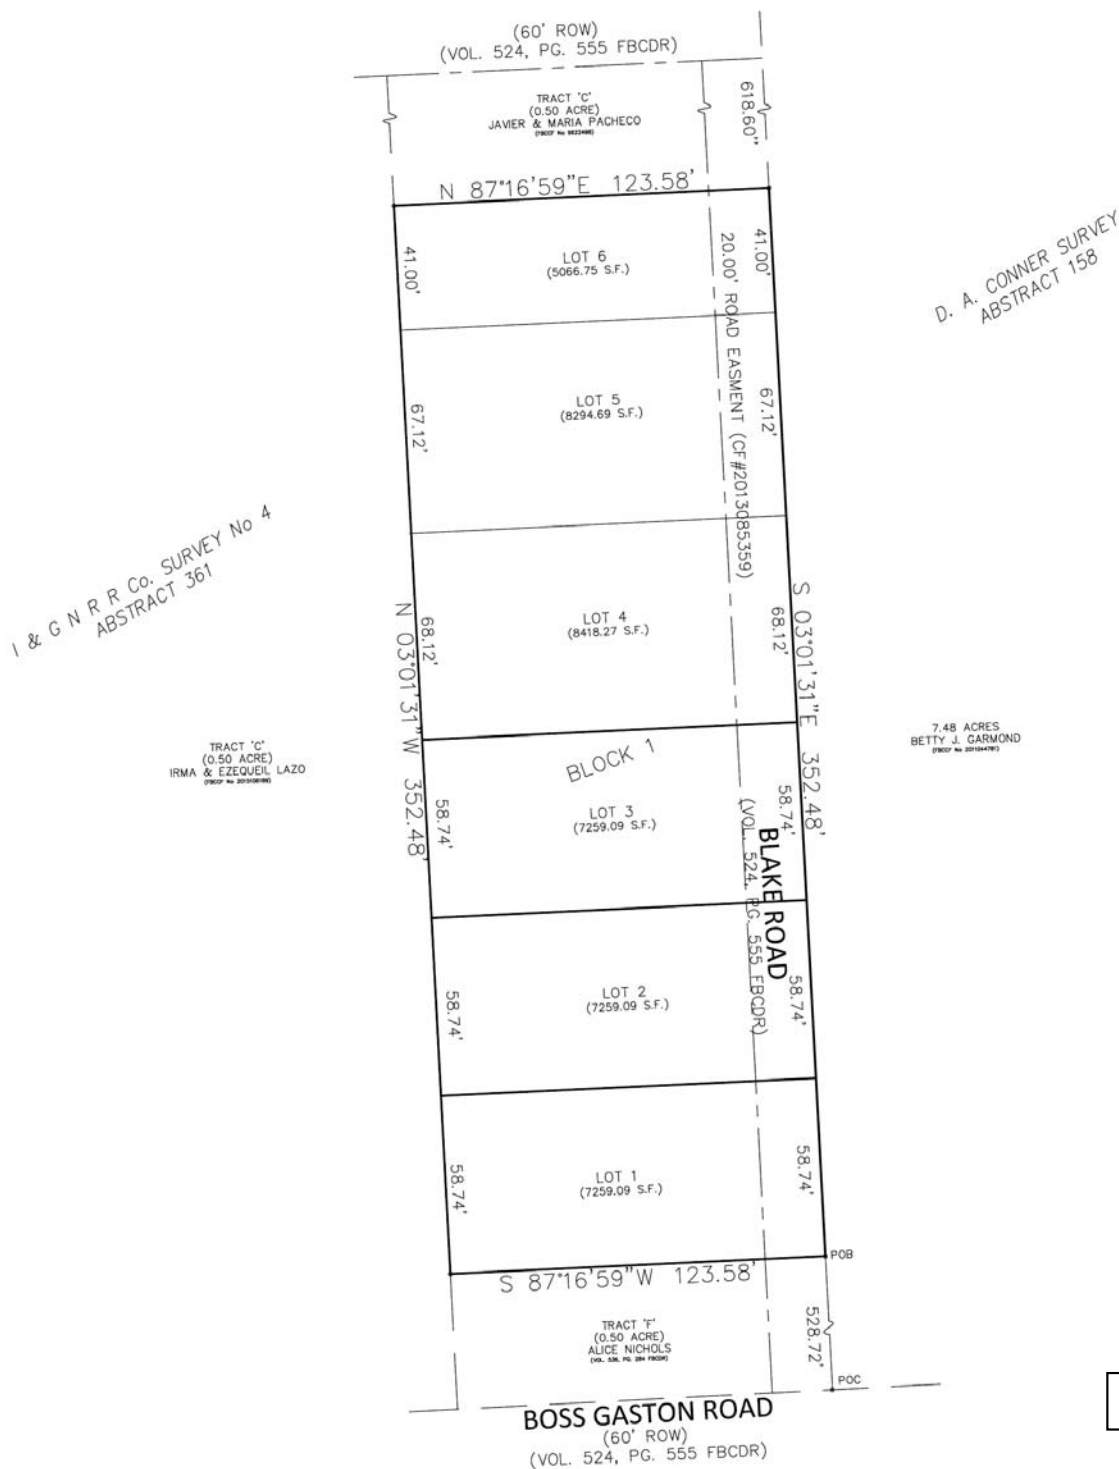 (60' ROW)
(VOL. 524, PG. 555 FBCDR)
TRACT 'C'
(0.50 ACRE)
JAVIER & MARIA PACHECO
618.60"
N 87°16'59"E 123.58'
41.00'
LOT 6
(5066.75 S.F.)
41.00'
20.00' ROAD EASMENT (CF#2013085359)
D. A. CONNER SURVEY
ABSTRACT 158
67.12'
LOT 5
(8294.69 S.F.)
67.12'
I & G N R R Co. SURVEY No 4
ABSTRACT 361
N 03°01'31"W 352.48'
68.12'
LOT 4
(8418.27 S.F.)
68.12'
S 03°01'31"E 352.48'
TRACT 'C'
(0.50 ACRE)
IRMA & EZEQUEIL LAZO
7.48 ACRES
BETTY J. GARMOND
BLOCK 1
58.74'
LOT 3
(7259.09 S.F.)
58.74'
BLAKE ROAD
(VOL. 524, PG. 555 FBCDR)
58.74'
LOT 2
(7259.09 S.F.)
58.74'
58.74'
LOT 1
(7259.09 S.F.)
58.74'
POB
S 87°16'59"W 123.58'
TRACT 'F'
(0.50 ACRE)
ALICE NICHOLS
528.72'
POC
BOSS GASTON ROAD
(60' ROW)
(VOL. 524, PG. 555 FBCDR)